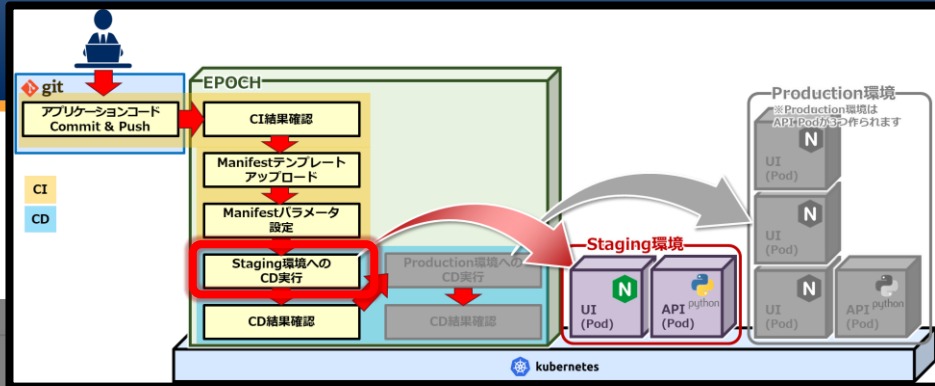 git
アプリケーションコード
Commit & Push
EPOCH
CI結果確認
Manifestテンプレート
アップロード
Manifestパラメータ
設定
Staging環境への
CD実行
CD結果確認
Production環境への
CD実行
CD結果確認
CI
CD
Staging環境
N
UI
(Pod)
python
API
(Pod)
Production環境
※Production環境は
API Podが3つ作られます
N
UI
(Pod)
N
UI
(Pod)
N
UI
(Pod)
python
API
(Pod)
kubernetes